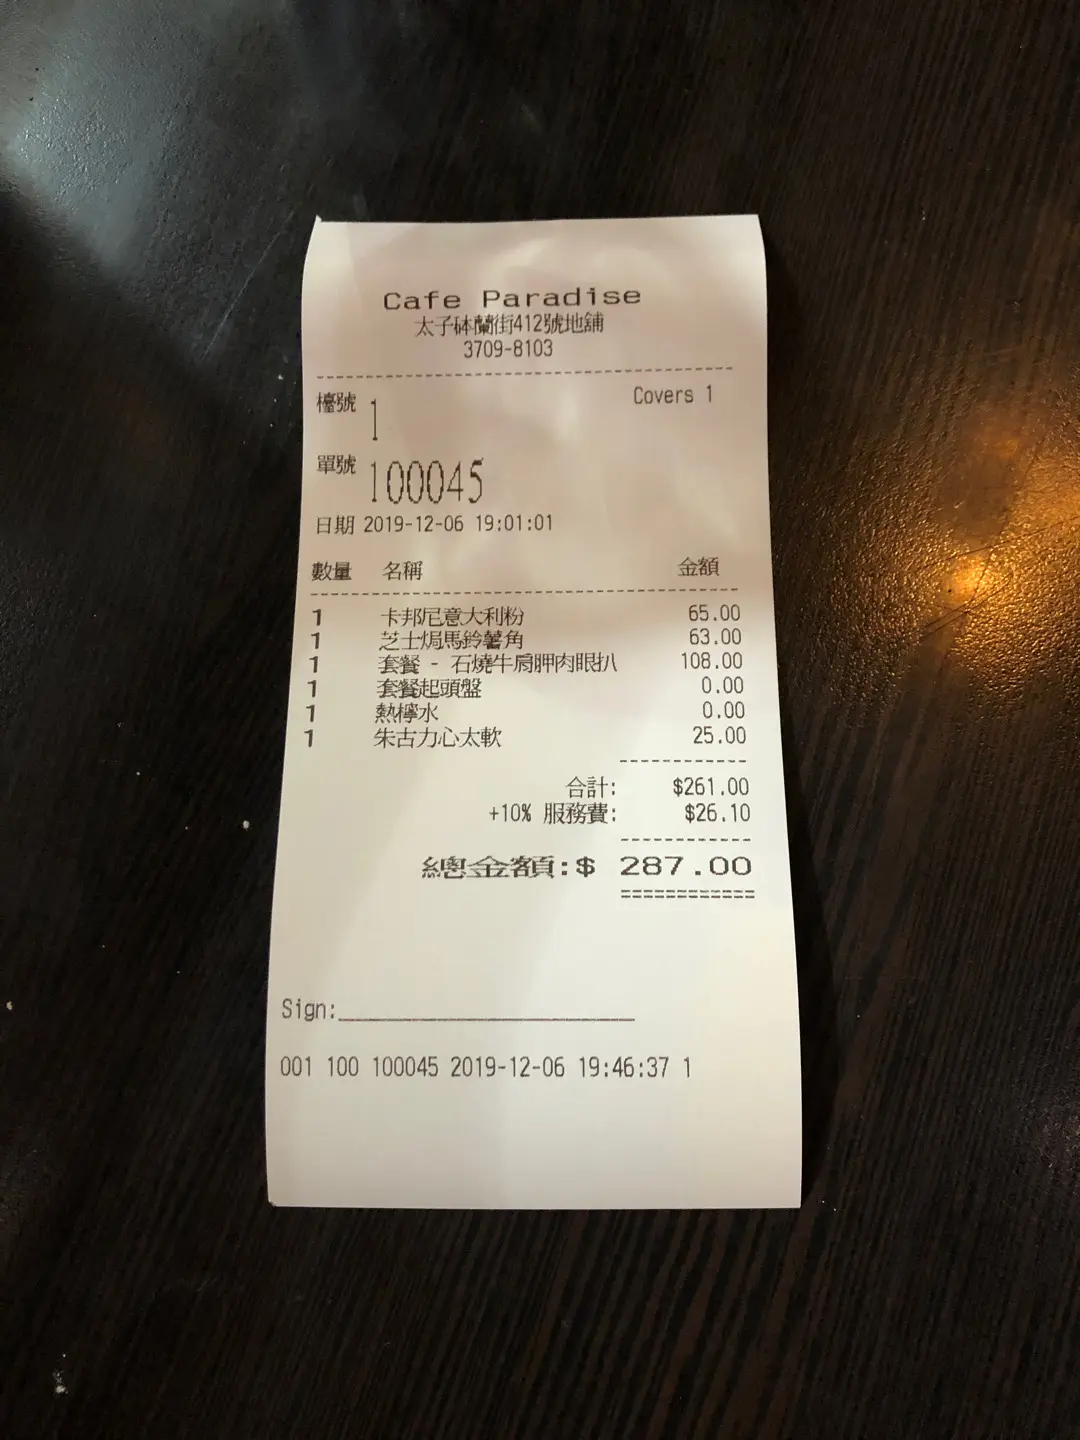 Cafe Paradise
太子砵蘭街412號地舖
3709-8103
檯號 1 Covers 1
單號 100045
日期 2019-12-06 19:01:01
數量 名稱 金額
1 卡邦尼意大利粉 65.00
1 芝士焗馬鈴薯角 63.00
1 套餐 - 石燒牛肩胛肉眼扒 108.00
1 套餐起頭盤 0.00
1 熱檸水 0.00
1 朱古力心太軟 25.00
合計: $261.00
+10% 服務費: $26.10
總金額:$ 287.00
Sign:
001 100 100045 2019-12-06 19:46:37 1